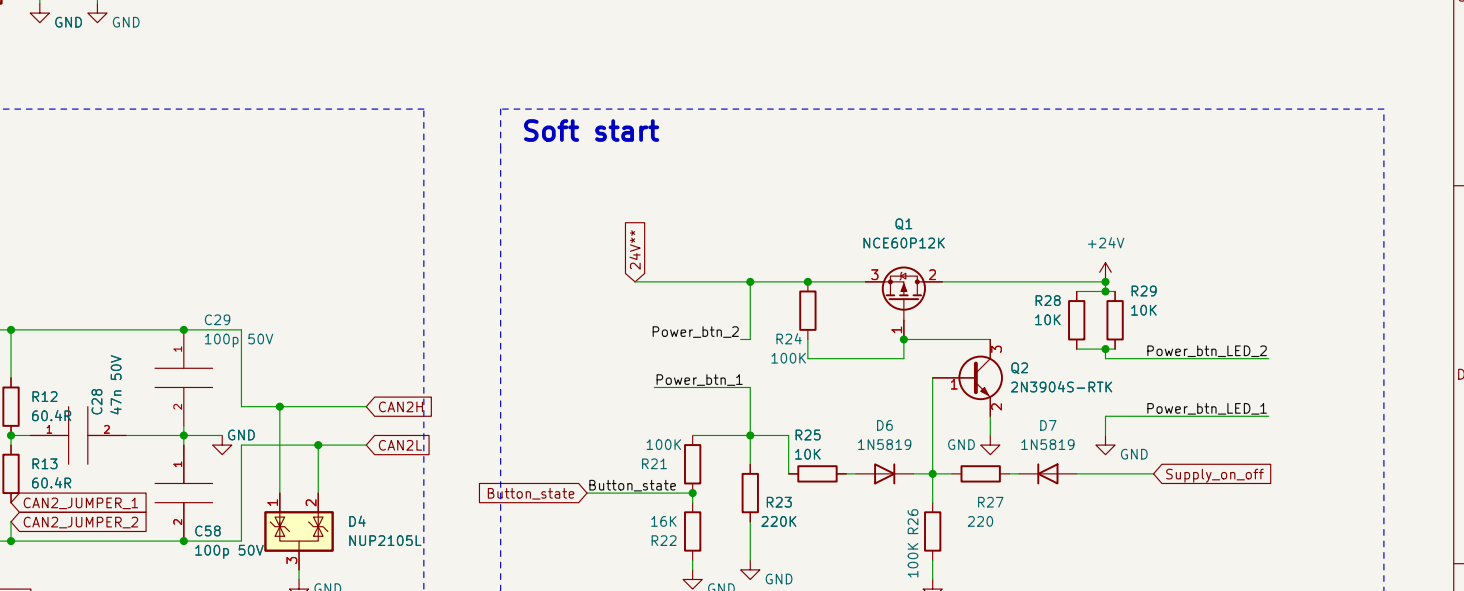 GND
GND
Soft start
24V**
Q1
NCE60P12K
3
2
1
+24V
R28
10K
R29
10K
Power_btn_2
R24
100K
Power_btn_LED_2
3
Q2
2N3904S-RTK
1
2
Power_btn_1
Power_btn_LED_1
GND
GND
R25
10K
D6
1N5819
D7
1N5819
100K
R21
Button_state
Button_state
R23
220K
16K
R22
R27
220
100K R26
Supply_on_off
GND
GND
C29
100p 50V
1
2
R12
60.4R
C28
47n 50V
1
2
GND
CAN2H
CAN2L
R13
60.4R
CAN2_JUMPER_1
CAN2_JUMPER_2
1
2
C58
100p 50V
1
2
D4
NUP2105L
3
GND
D